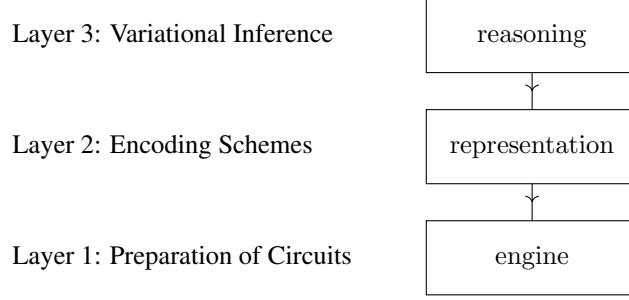 Layer 3: Variational Inference reasoning
Layer 2: Encoding Schemes representation
Layer 1: Preparation of Circuits engine